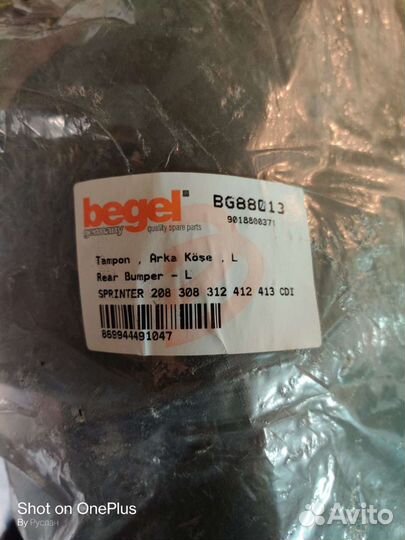 begel
germany
quality spare parts
BG88013
9018800371
Tampon , Arka Köşe , L
Rear Bumper - L
SPRINTER 208 308 312 412 413 CDI
869944491047
Shot on OnePlus
By Руслан
Avito